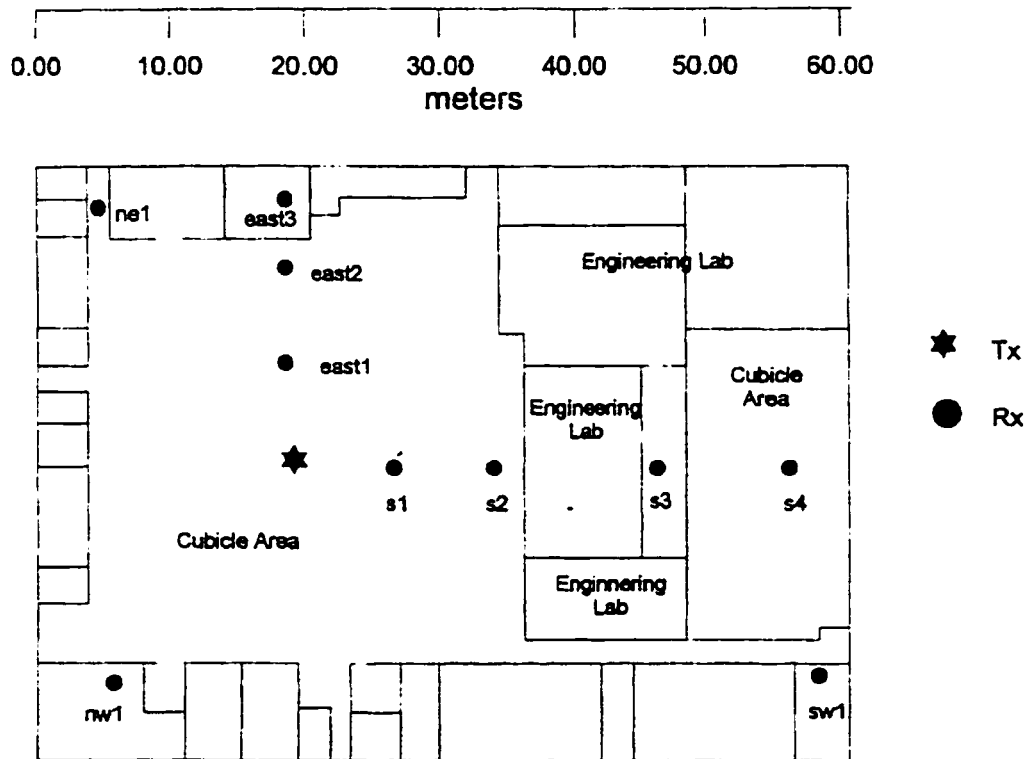 0.00 10.00 20.00 30.00 40.00 50.00 60.00
meters
ne1
east3
east2
Engineering Lab
east1
Tx
Cubicle
Area
Rx
Engineering
Lab
s1
s2
s3
s4
Cubicle Area
Enginnering
Lab
nw1
sw1